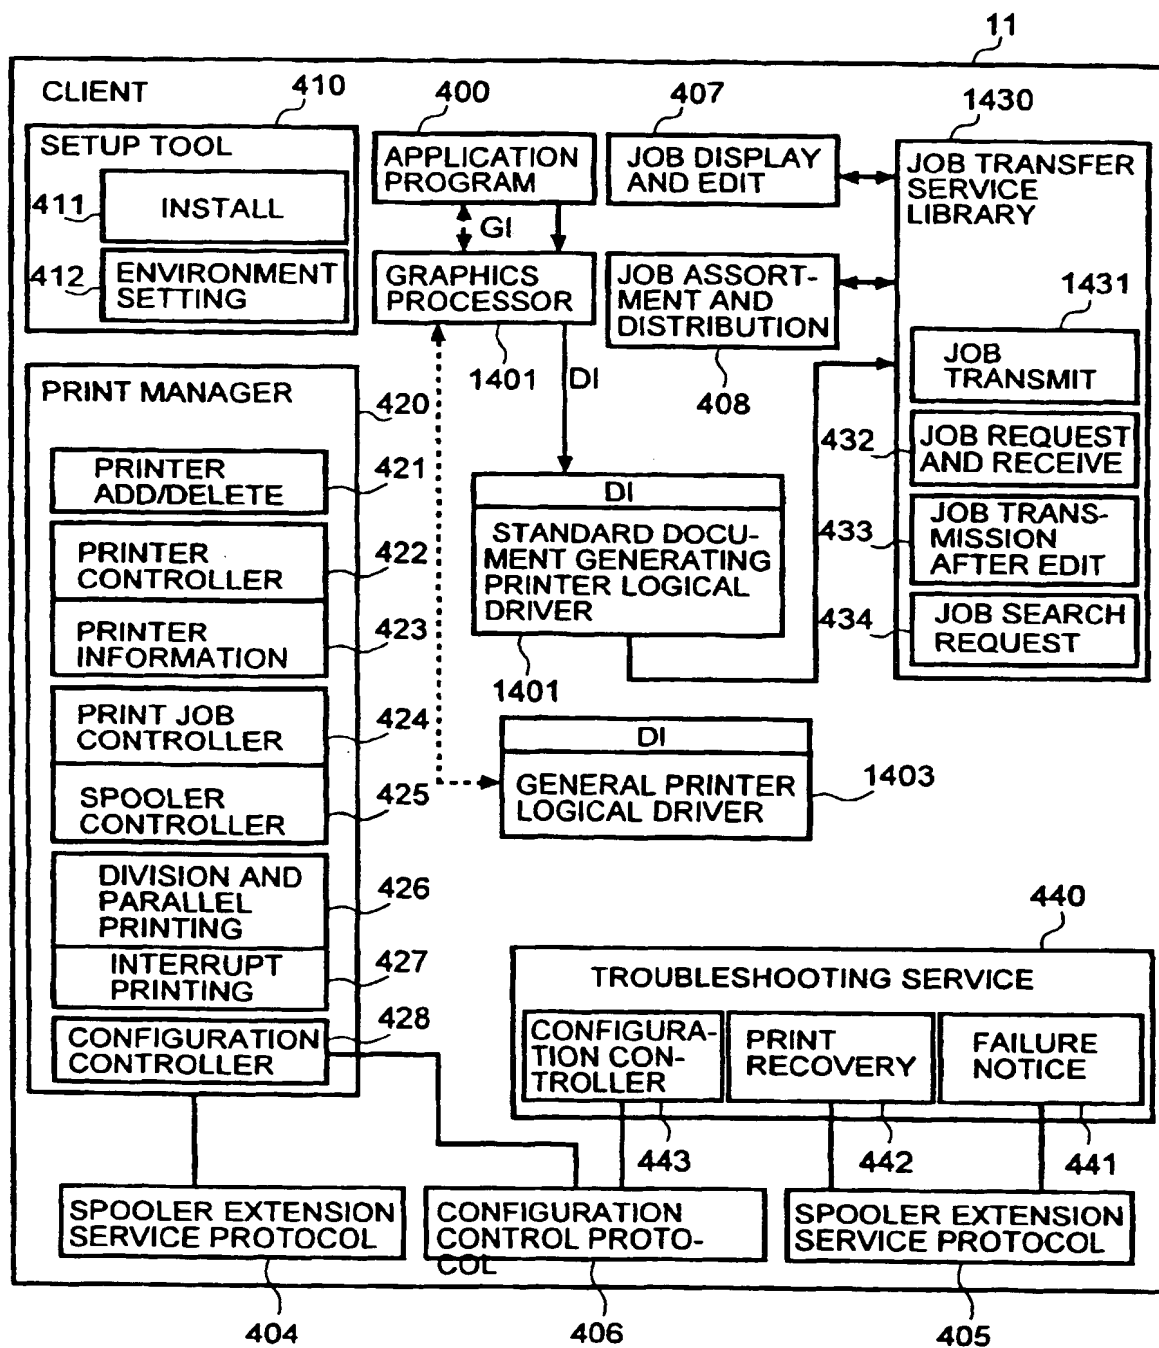 11
CLIENT
410
400
407
1430
SETUP TOOL
411
INSTALL
412
ENVIRONMENT
SETTING
APPLICATION
PROGRAM
GI
GRAPHICS
PROCESSOR
1401
DI
JOB DISPLAY
AND EDIT
JOB ASSORT-
MENT AND
DISTRIBUTION
408
JOB TRANSFER
SERVICE
LIBRARY
1431
JOB
TRANSMIT
432
JOB REQUEST
AND RECEIVE
433
JOB TRANS-
MISSION
AFTER EDIT
434
JOB SEARCH
REQUEST
PRINT MANAGER
420
PRINTER
ADD/DELETE
421
PRINTER
CONTROLLER
422
PRINTER
INFORMATION
423
PRINT JOB
CONTROLLER
424
SPOOLER
CONTROLLER
425
DIVISION AND
PARALLEL
PRINTING
426
INTERRUPT
PRINTING
427
CONFIGURATION
CONTROLLER
428
DI
STANDARD DOCU-
MENT GENERATING
PRINTER LOGICAL
DRIVER
1401
DI
GENERAL PRINTER
LOGICAL DRIVER
1403
440
TROUBLESHOOTING SERVICE
CONFIGURA-
TION CON-
TROLLER
443
PRINT
RECOVERY
442
FAILURE
NOTICE
441
SPOOLER EXTENSION
SERVICE PROTOCOL
404
CONFIGURATION
CONTROL PROTO-
COL
406
SPOOLER EXTENSION
SERVICE PROTOCOL
405